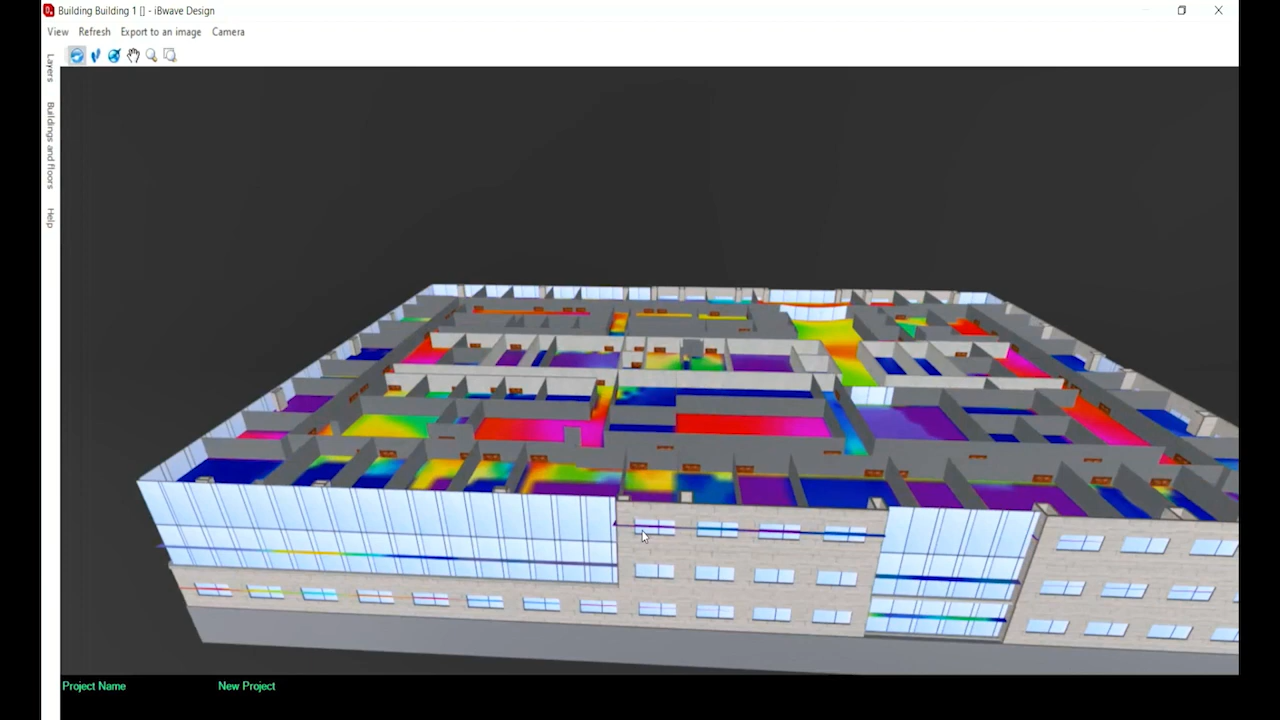 Building Building 1 [] - iBwave Design
View Refresh Export to an image Camera
Layers
Buildings and floors
Help
Project Name New Project